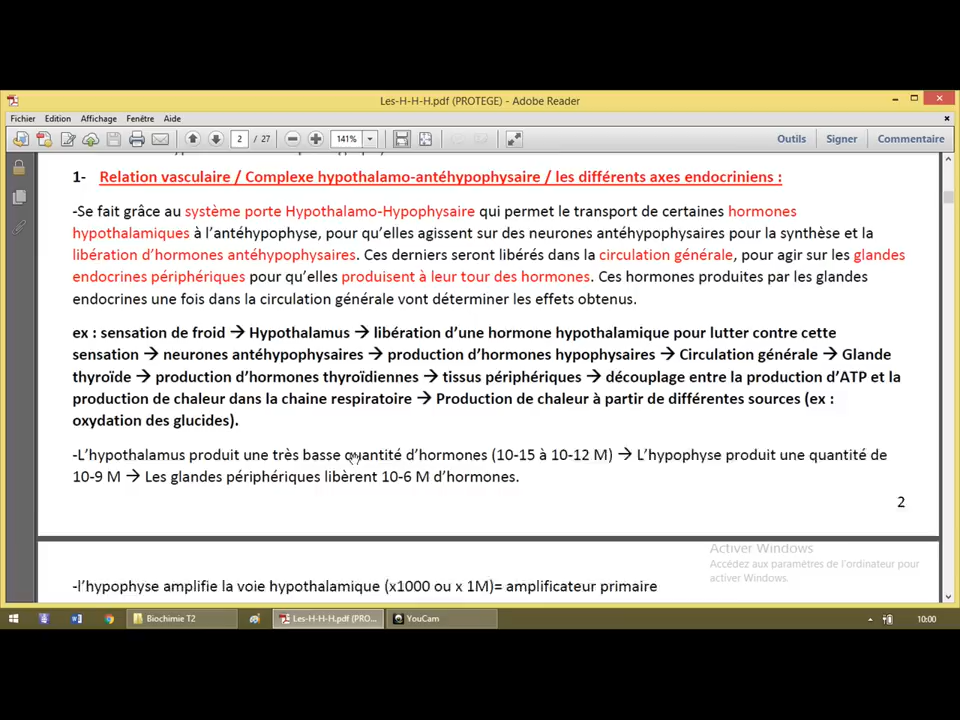 Les-H-H-H.pdf (PROTEGE) - Adobe Reader
Fichier Edition Affichage Fenêtre Aide
2 / 27 141% Outils Signer Commentaire
1- Relation vasculaire / Complexe hypothalamo-antéhypophysaire / les différents axes endocriniens :
-Se fait grâce au système porte Hypothalamo-Hypophysaire qui permet le transport de certaines hormones
hypothalamiques à l'antéhypophyse, pour qu'elles agissent sur des neurones antéhypophysaires pour la synthèse et la
libération d'hormones antéhypophysaires. Ces derniers seront libérés dans la circulation générale, pour agir sur les glandes
endocrines périphériques pour qu'elles produisent à leur tour des hormones. Ces hormones produites par les glandes
endocrines une fois dans la circulation générale vont déterminer les effets obtenus.
ex : sensation de froid → Hypothalamus → libération d'une hormone hypothalamique pour lutter contre cette
sensation → neurones antéhypophysaires → production d'hormones hypophysaires → Circulation générale → Glande
thyroïde → production d'hormones thyroïdiennes → tissus périphériques → découplage entre la production d'ATP et la
production de chaleur dans la chaine respiratoire → Production de chaleur à partir de différentes sources (ex :
oxydation des glucides).
-L'hypothalamus produit une très basse quantité d'hormones (10-15 à 10-12 M) → L'hypophyse produit une quantité de
10-9 M → Les glandes périphériques libèrent 10-6 M d'hormones.
2
Activer Windows
Accédez aux paramètres de l'ordinateur pour
activer Windows.
-l'hypophyse amplifie la voie hypothalamique (x1000 ou x 1M)= amplificateur primaire
Biochimie T2 Les-H-H-H.pdf (PRO... YouCam 10:00